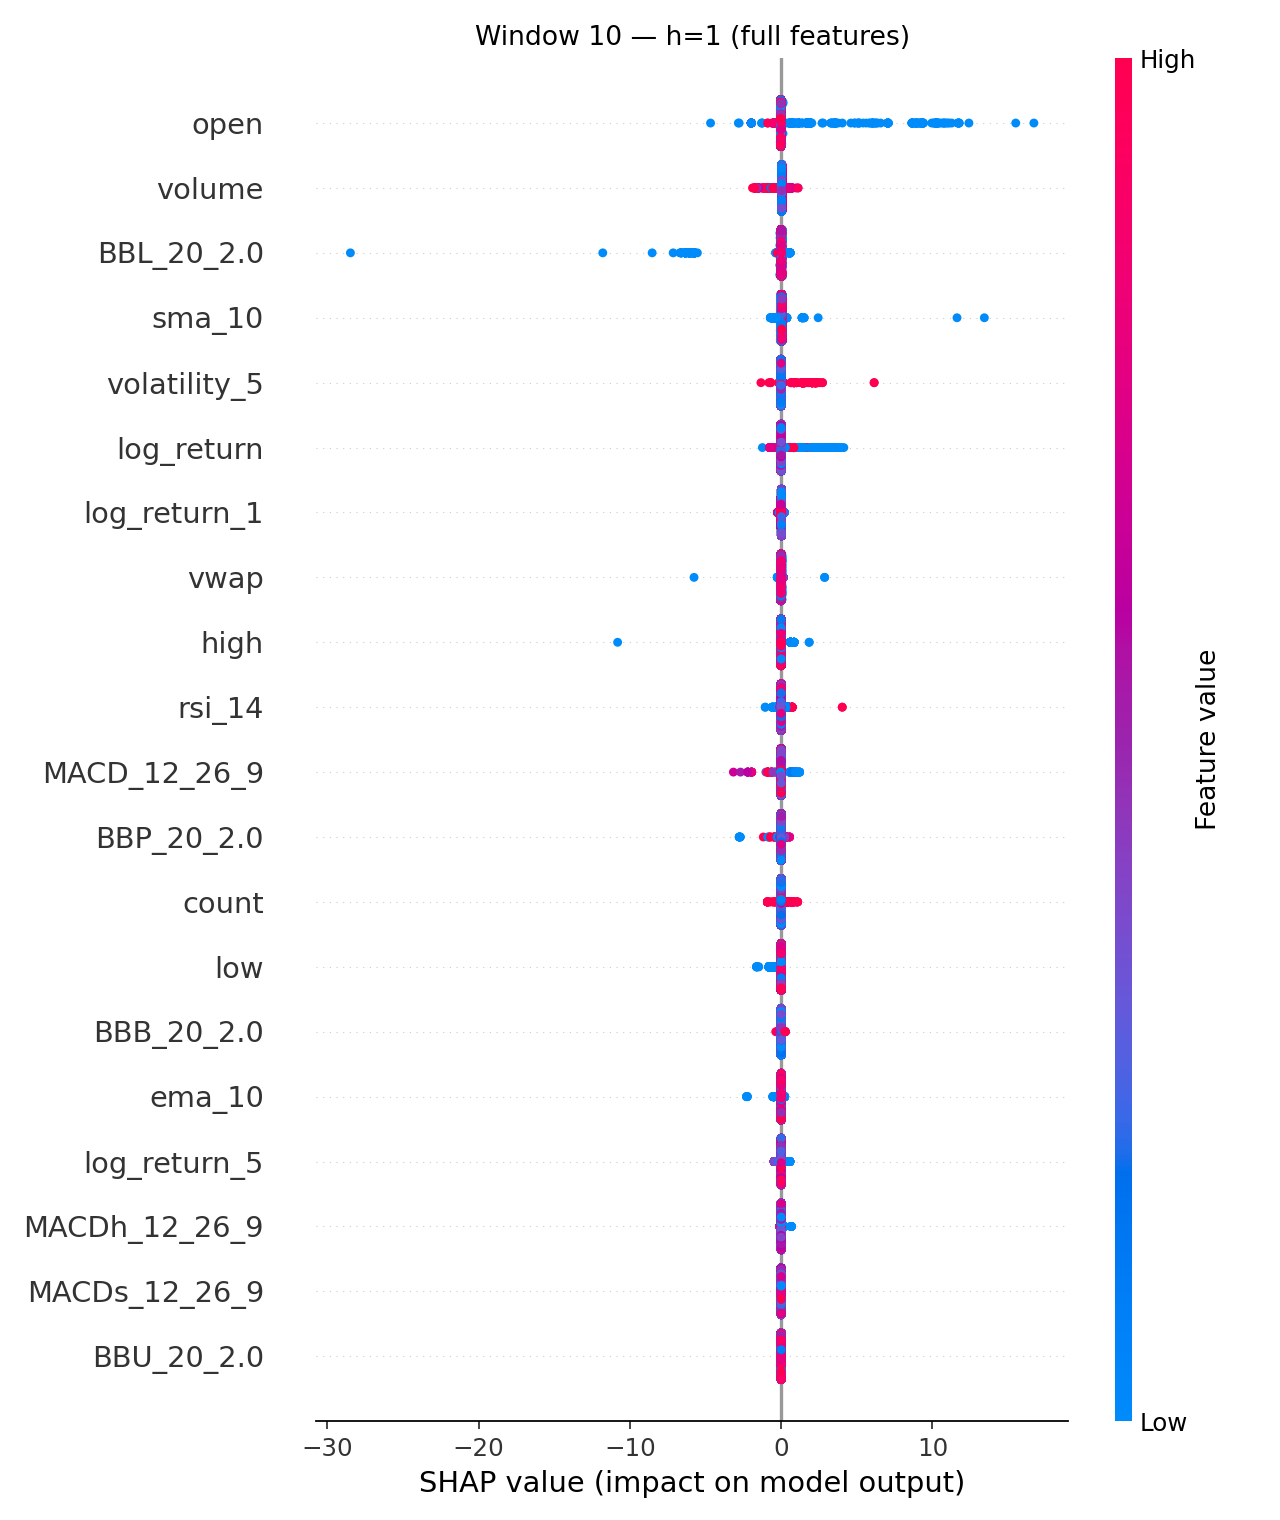 Window 10 — h=1 (full features)
High
open
volume
BBL_20_2.0
sma_10
volatility_5
log_return
log_return_1
vwap
high
rsi_14
MACD_12_26_9
BBP_20_2.0
count
low
BBB_20_2.0
ema_10
log_return_5
MACDh_12_26_9
MACDs_12_26_9
BBU_20_2.0
Feature value
Low
−30 −20 −10 0 10
SHAP value (impact on model output)